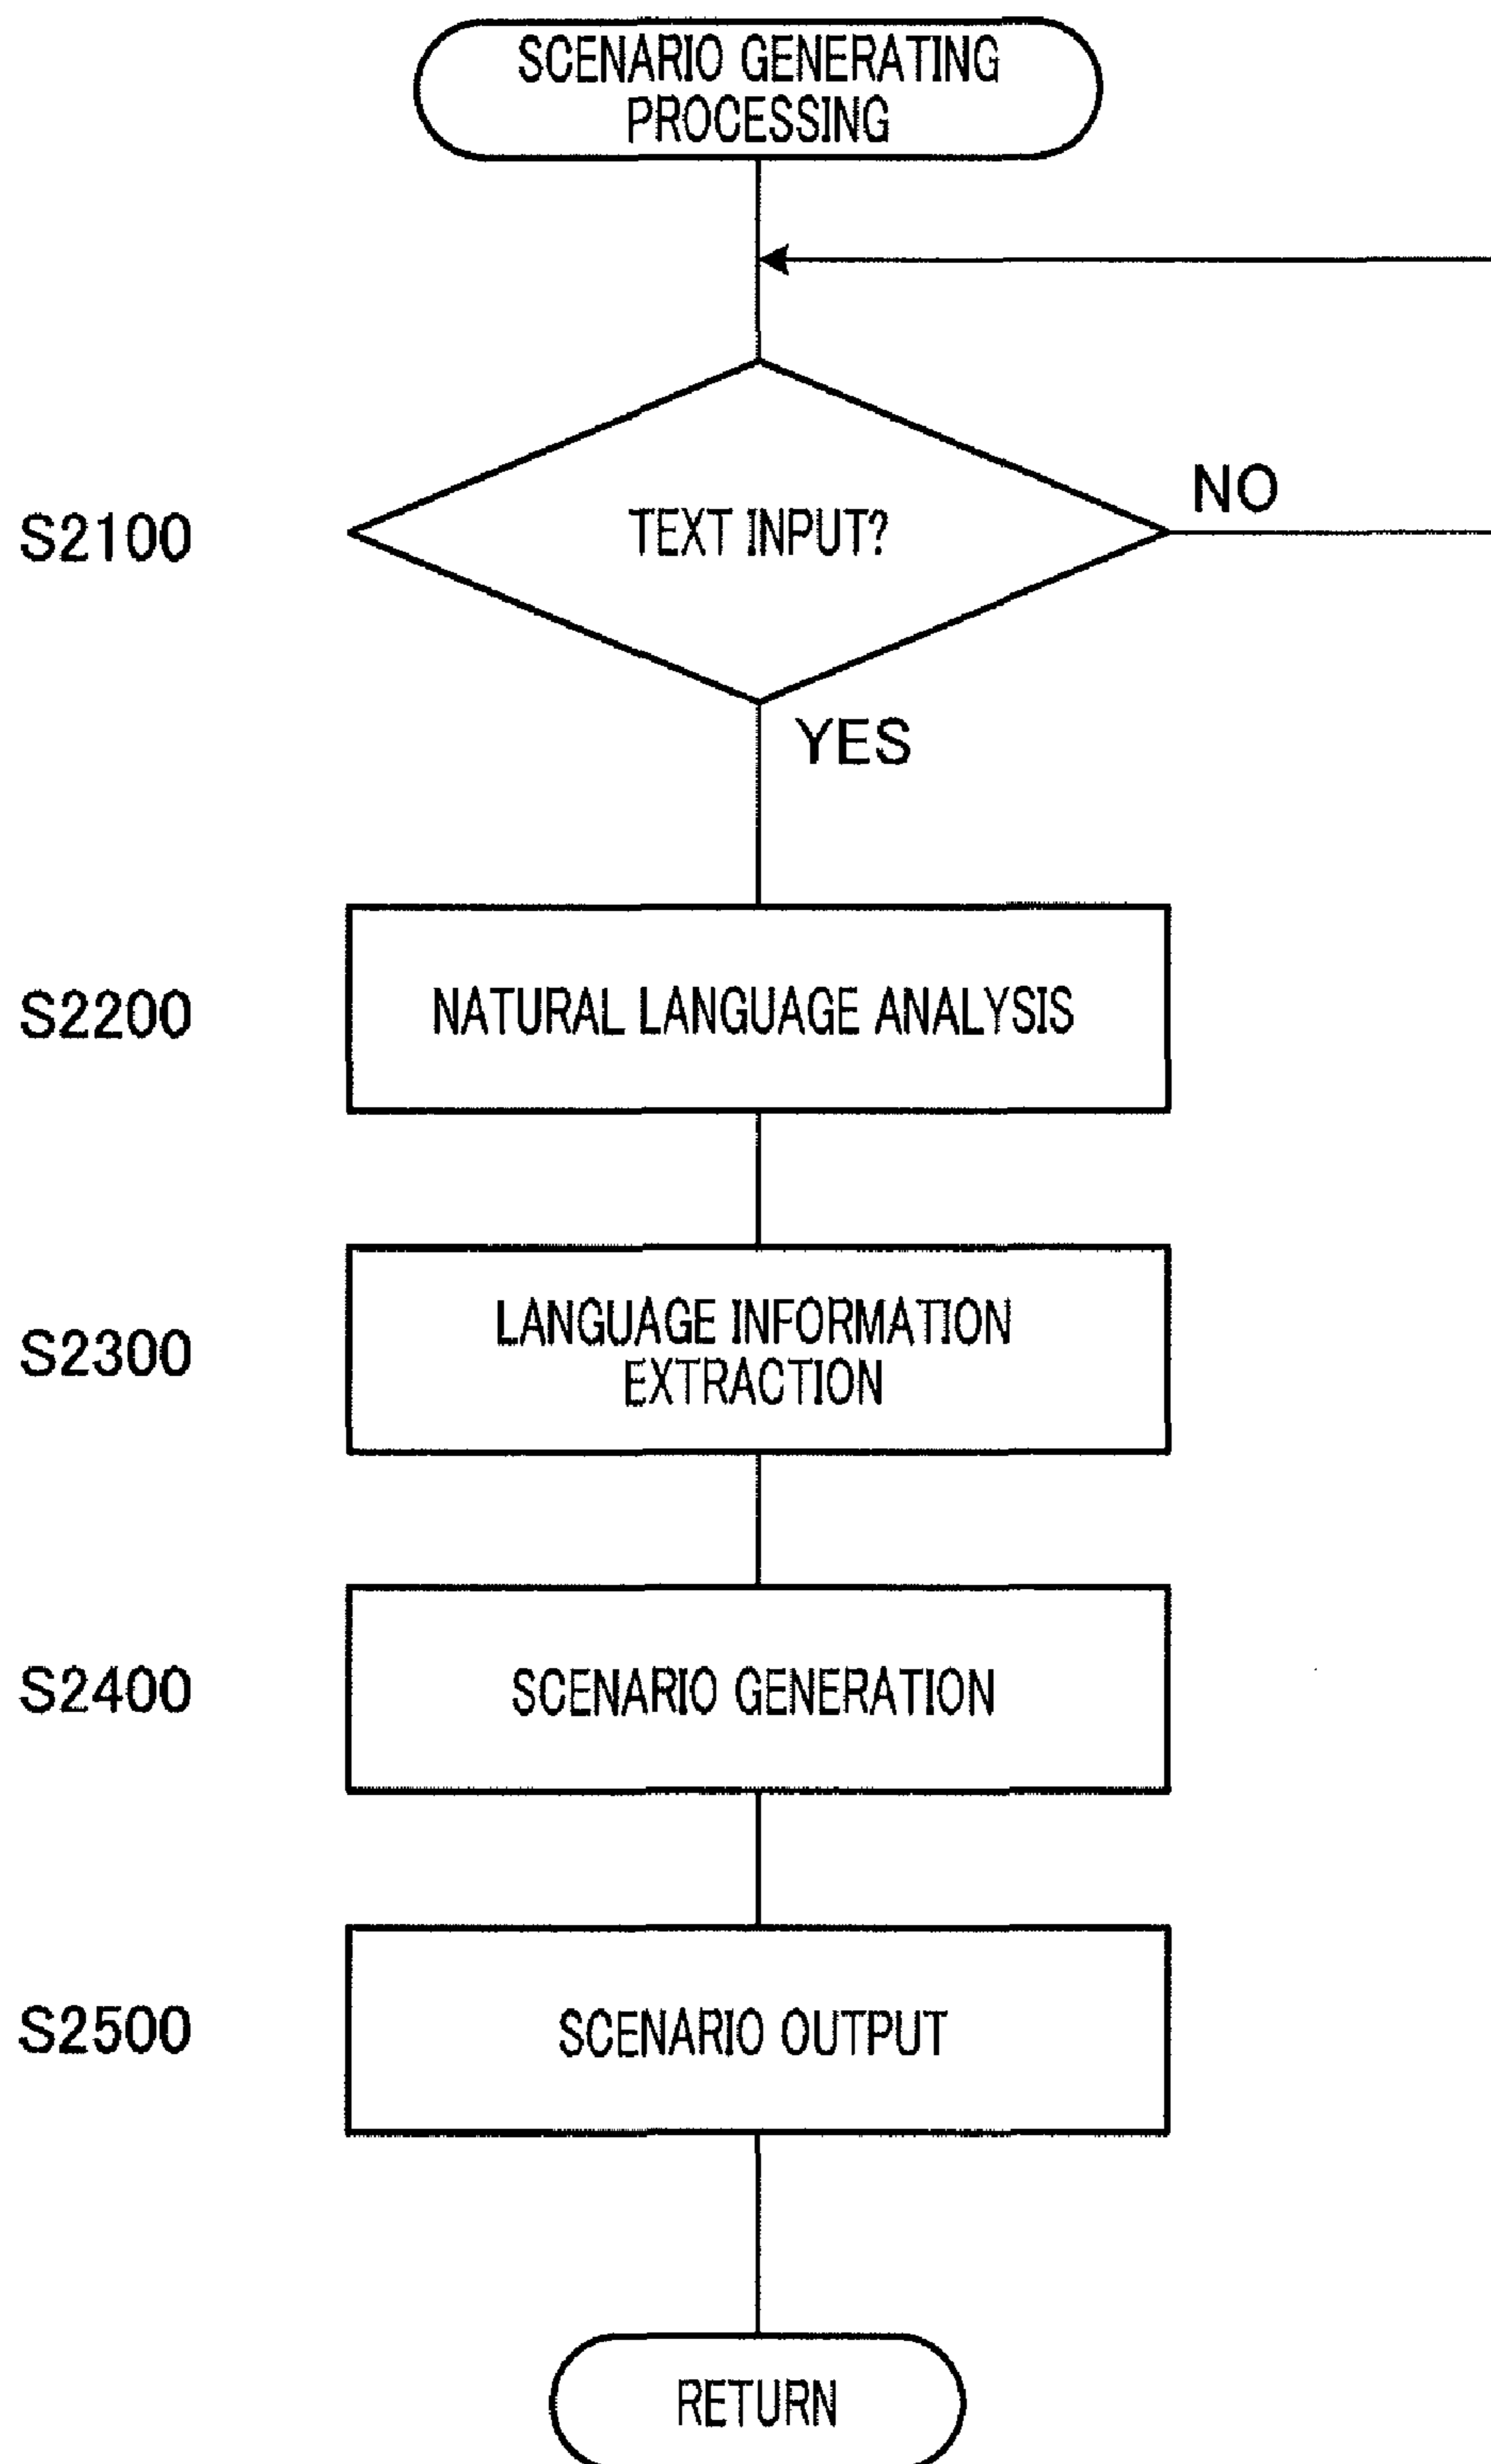 SCENARIO GENERATING
PROCESSING
S2100
TEXT INPUT?
NO
YES
S2200
NATURAL LANGUAGE ANALYSIS
S2300
LANGUAGE INFORMATION
EXTRACTION
S2400
SCENARIO GENERATION
S2500
SCENARIO OUTPUT
RETURN